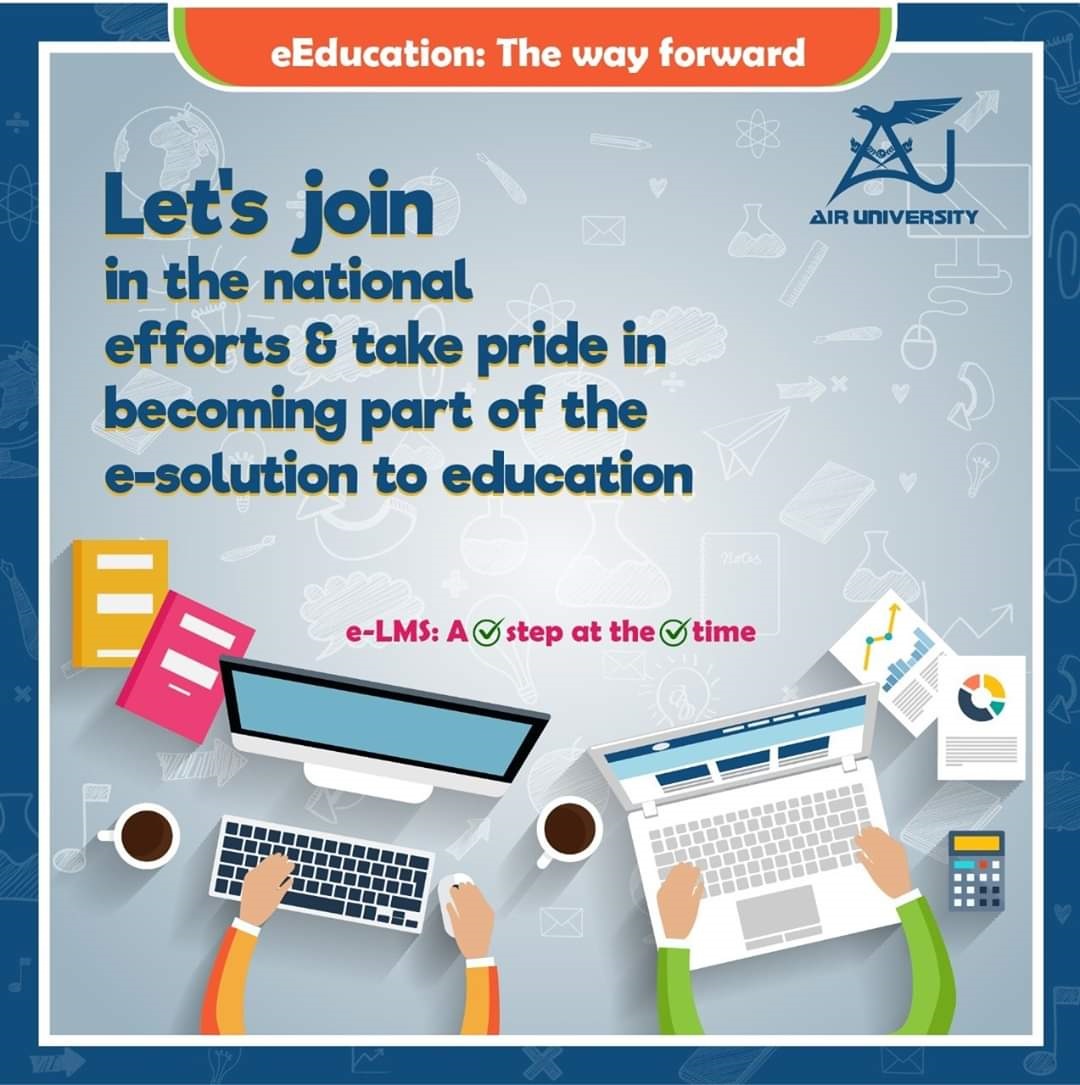 eEducation: The way forward
AIR UNIVERSITY
Let's join
in the national
efforts & take pride in
becoming part of the
e-solution to education
Notes
e-LMS: A ✓ step at the ✓ time